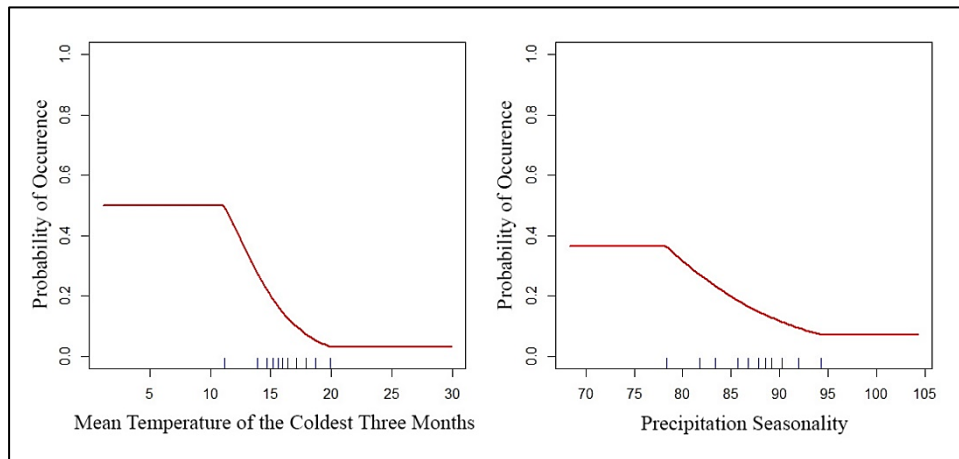 Probability of Occurence
1.0
0.8
0.6
0.4
0.2
0.0
5 10 15 20 25 30
Mean Temperature of the Coldest Three Months
Probability of Occurence
1.0
0.8
0.6
0.4
0.2
0.0
70 75 80 85 90 95 100 105
Precipitation Seasonality